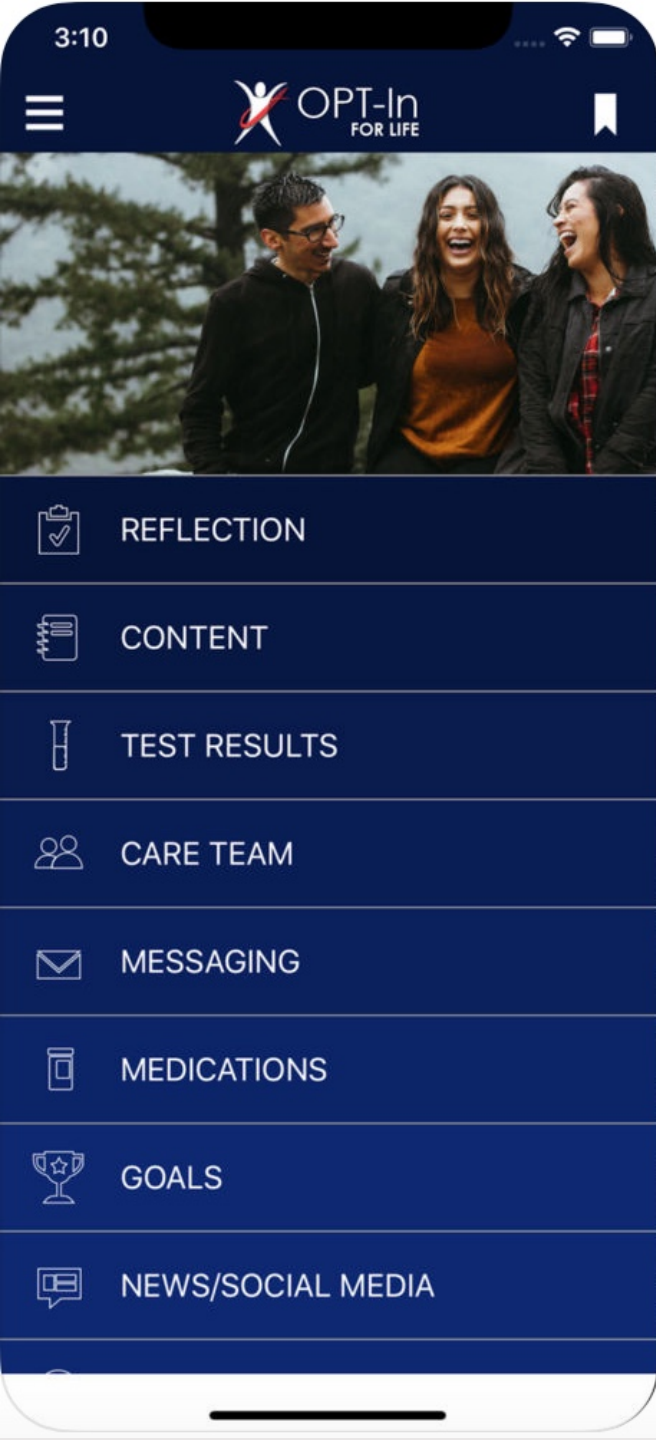 3:10
OPT-In
FOR LIFE
REFLECTION
CONTENT
TEST RESULTS
CARE TEAM
MESSAGING
MEDICATIONS
GOALS
NEWS/SOCIAL MEDIA